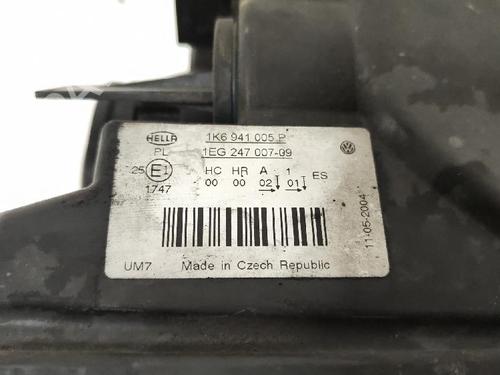 HELLA 1K6 941 005 P
PL 1EG 247 007-09
25 E1 HC HR A 1 ES
1747 00 00 02 01
11-05-2004
UM7 Made in Czech Republic